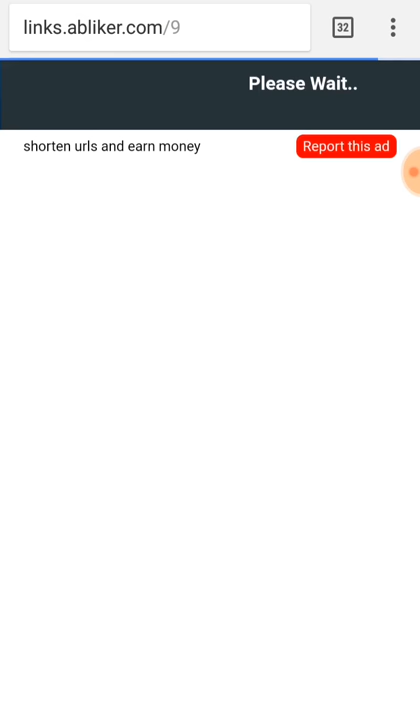 links.abliker.com/9
32
Please Wait..
shorten urls and earn money
Report this ad